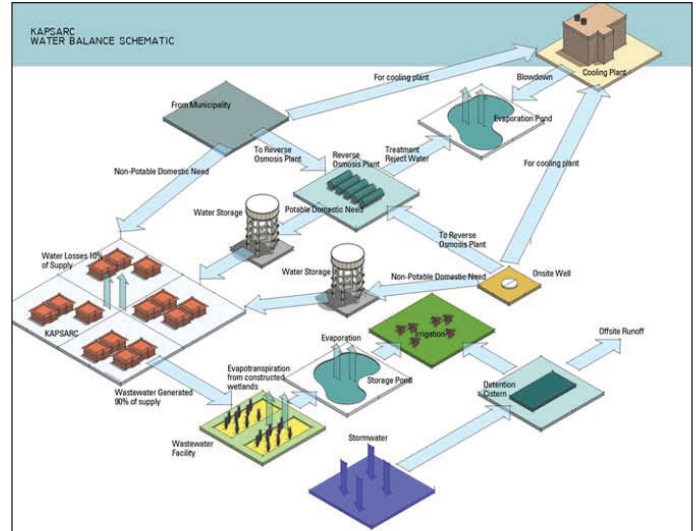 KAPSARC
WATER BALANCE SCHEMATIC
Cooling Plant
For cooling plant
Blowdown
From Municipality
Evaporation Pond
To Reverse
Osmosis Plant
Reverse
Osmosis Plant
Treatment
Reject Water
Non-Potable Domestic Need
For cooling plant
Water Storage
Potable Domestic Need
To Reverse
Osmosis Plant
Water Losses 10%
of Supply
Water Storage
Non-Potable Domestic Need
Onsite Well
KAPSARC
Evaporation
Irrigation
Offsite Runoff
Wastewater Generated
90% of supply
Evapotranspiration
from constructed
wetlands
Storage Pond
Detention
Cistern
Wastewater
Facility
Stormwater